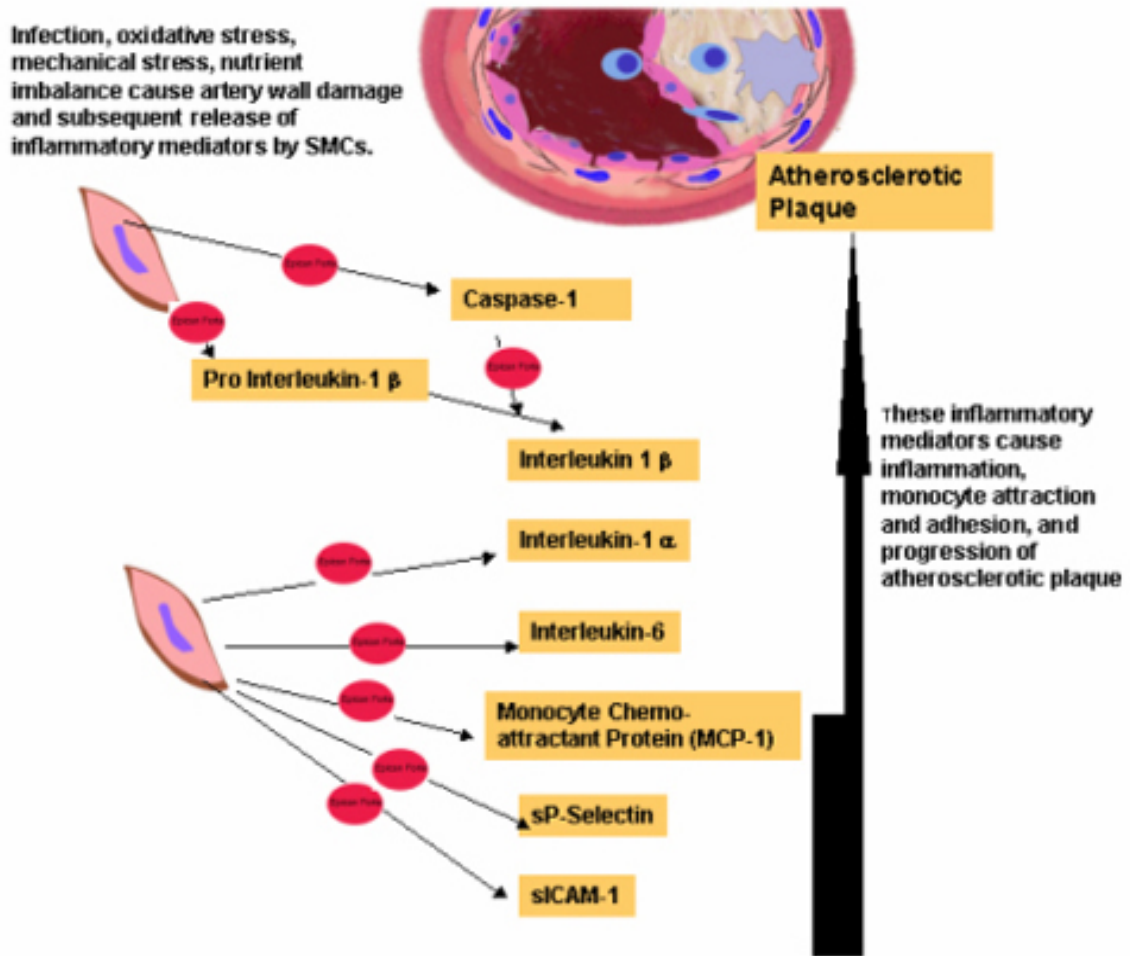 Infection, oxidative stress,
mechanical stress, nutrient
imbalance cause artery wall damage
and subsequent release of
inflammatory mediators by SMCs.
Atherosclerotic
Plaque
Caspase-1
Pro Interleukin-1 β
Interleukin 1 β
These inflammatory
mediators cause
inflammation,
monocyte attraction
and adhesion, and
progression of
atherosclerotic plaque
Interleukin-1 α
Interleukin-6
Monocyte Chemo-
attractant Protein (MCP-1)
sP-Selectin
sICAM-1